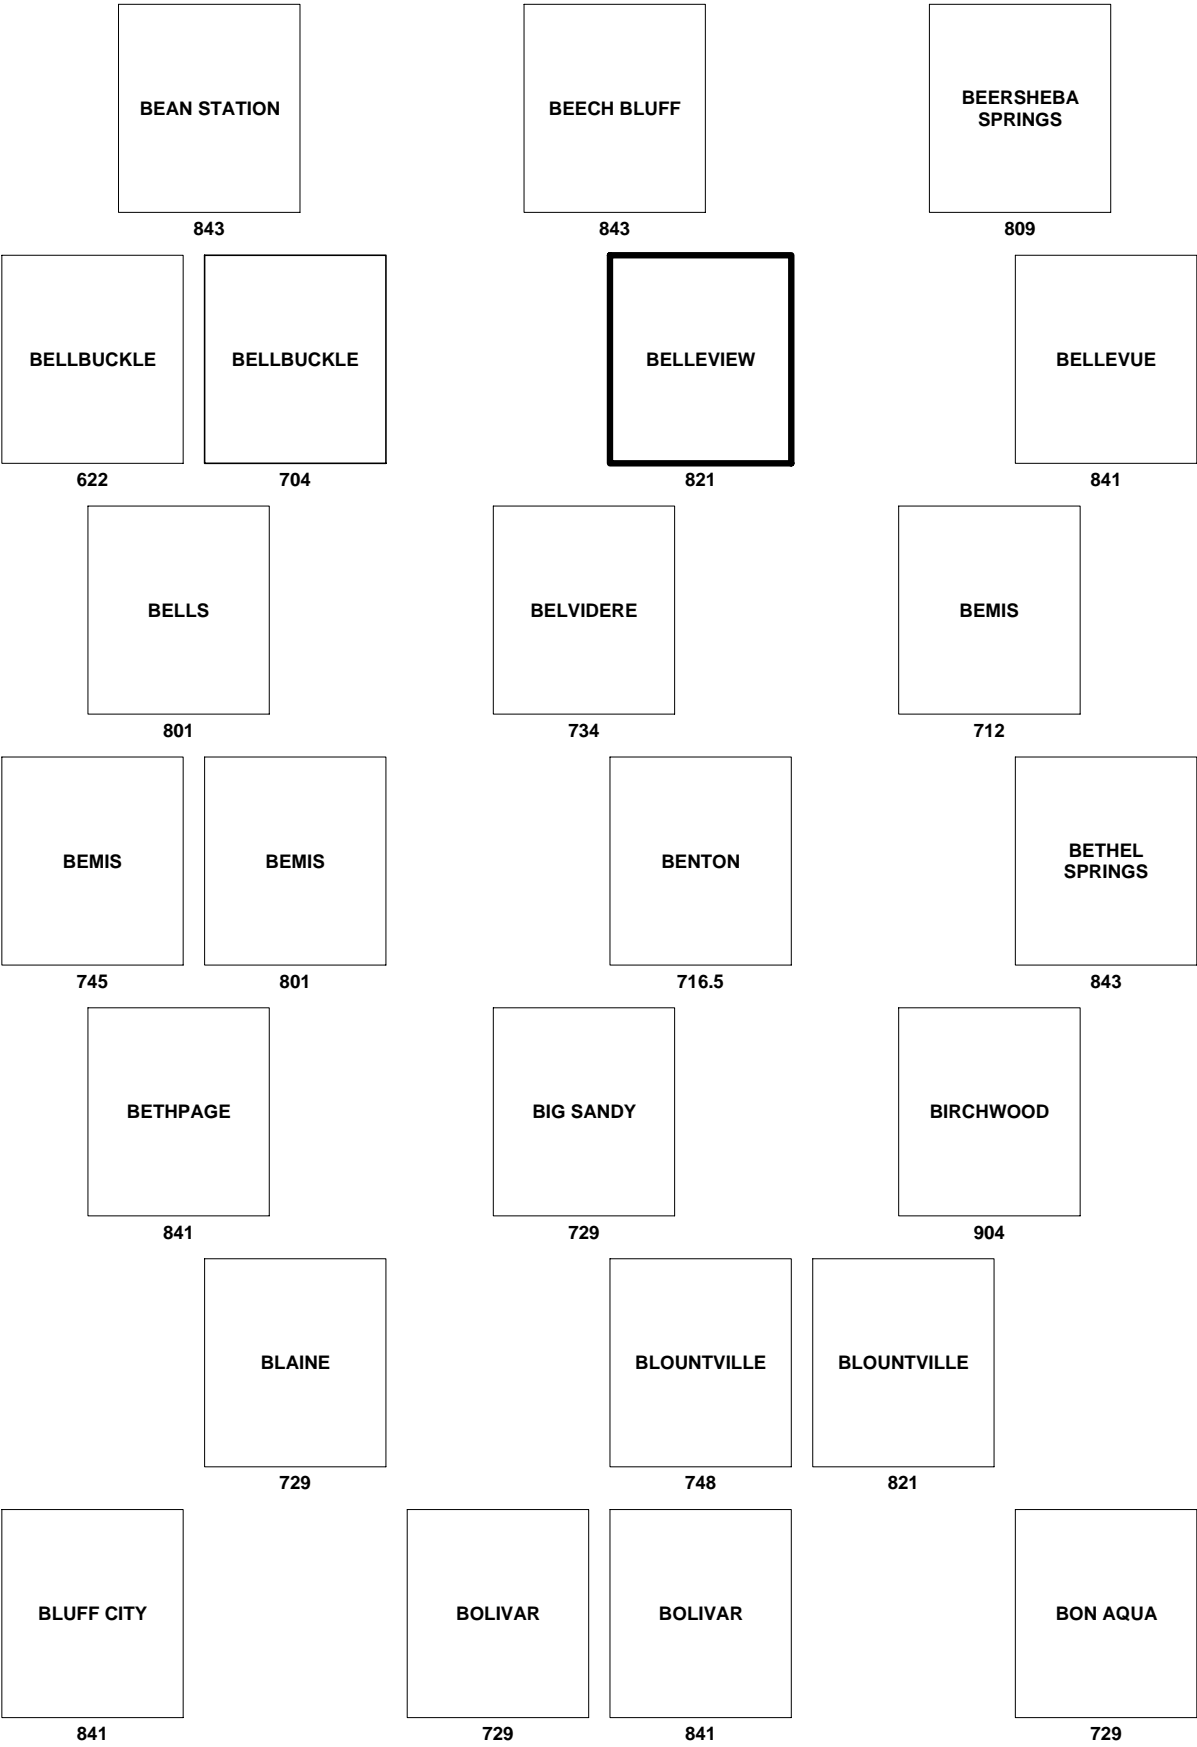 BEAN STATION
843
BEECH BLUFF
843
BEERSHEBA
SPRINGS
809
BELLBUCKLE
622
BELLBUCKLE
704
BELLEVIEW
821
BELLEVUE
841
BELLS
801
BELVIDERE
734
BEMIS
712
BEMIS
745
BEMIS
801
BENTON
716.5
BETHEL
SPRINGS
843
BETHPAGE
841
BIG SANDY
729
BIRCHWOOD
904
BLAINE
729
BLOUNTVILLE
748
BLOUNTVILLE
821
BLUFF CITY
841
BOLIVAR
729
BOLIVAR
841
BON AQUA
729